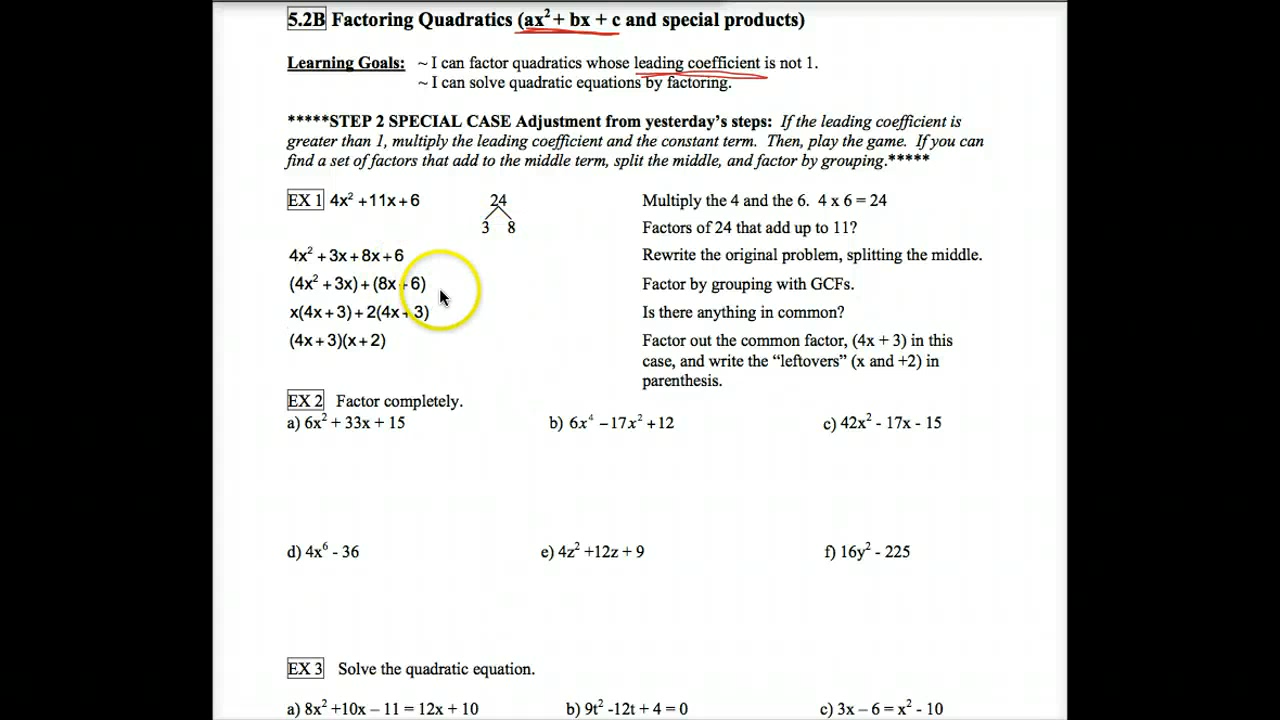 5.2B Factoring Quadratics (ax² + bx + c and special products)
Learning Goals: ~ I can factor quadratics whose leading coefficient is not 1.
~ I can solve quadratic equations by factoring.
*****STEP 2 SPECIAL CASE Adjustment from yesterday's steps: If the leading coefficient is
greater than 1, multiply the leading coefficient and the constant term. Then, play the game. If you can
find a set of factors that add to the middle term, split the middle, and factor by grouping.*****
EX 1 4x² +11x + 6 24 Multiply the 4 and the 6. 4 x 6 = 24
3 8 Factors of 24 that add up to 11?
4x² + 3x + 8x + 6 Rewrite the original problem, splitting the middle.
(4x² + 3x) + (8x + 6) Factor by grouping with GCFs.
x(4x + 3) + 2(4x + 3) Is there anything in common?
(4x + 3)(x + 2) Factor out the common factor, (4x + 3) in this
case, and write the "leftovers" (x and +2) in
parenthesis.
EX 2 Factor completely.
a) 6x² + 33x + 15 b) 6x⁴ − 17x² + 12 c) 42x² - 17x - 15
d) 4x⁶ - 36 e) 4z² +12z + 9 f) 16y² - 225
EX 3 Solve the quadratic equation.
a) 8x² +10x – 11 = 12x + 10 b) 9t² -12t + 4 = 0 c) 3x – 6 = x² - 10